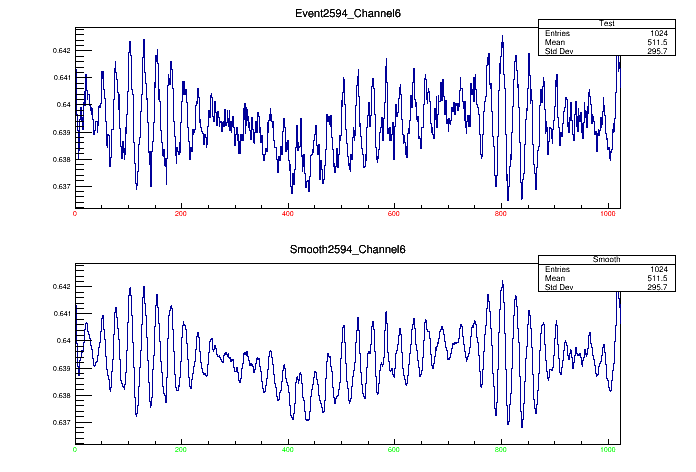 Event2594_Channel6
Test
Entries 1024
Mean 511.5
Std Dev 295.7
0.642
0.641
0.64
0.639
0.638
0.637
0 200 400 600 800 1000
Smooth2594_Channel6
Smooth
Entries 1024
Mean 511.5
Std Dev 295.7
0.642
0.641
0.64
0.639
0.638
0.637
0 200 400 600 800 1000